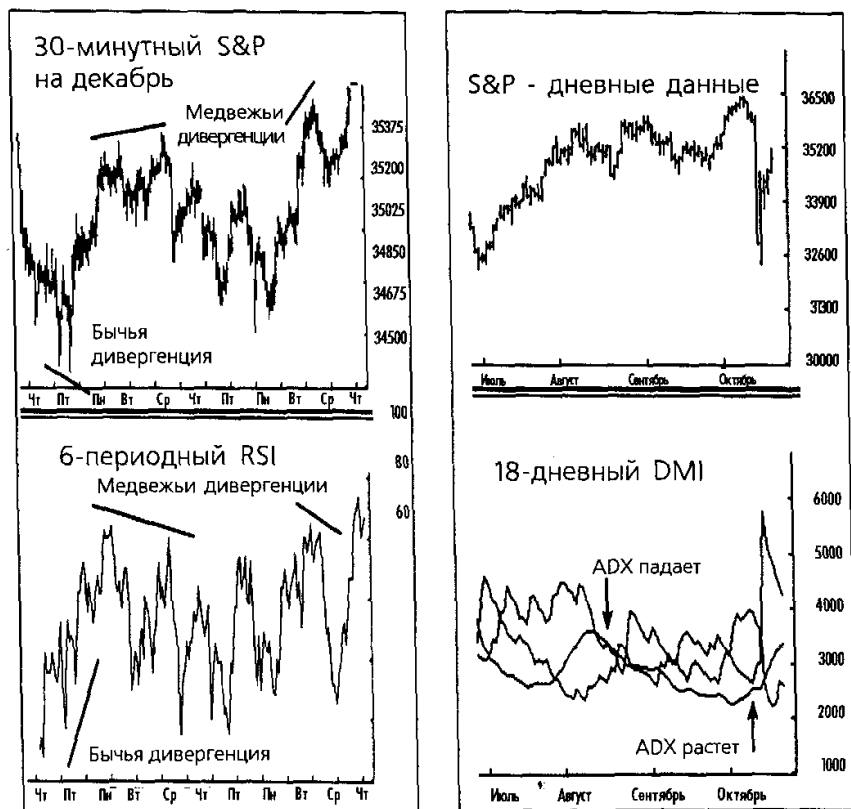 30-минутный S&P
на декабрь
Медвежьи
дивергенции
35375
35200
35025
34850
34675
34500
Бычья
дивергенция
Чт Пт Пн Вт Ср Чт Пт Пн Вт Ср Чт
100
6-периодный RSI
80
Медвежьи дивергенции
60
Бычья дивергенция
Чт Пт Пн Вт Ср Чт Пт Пн Вт Ср Чт
S&P - дневные данные
36500
35200
33900
32600
31300
30000
Июль Август Сентябрь Октябрь
18-дневный DMI
6000
5000
ADX падает
4000
3000
2000
ADX растет
1000
Июль Август Сентябрь Октябрь